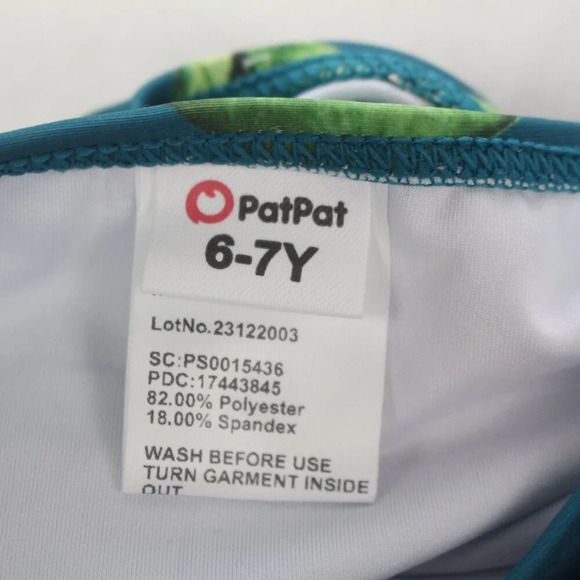 PatPat
6-7Y
LotNo.23122003
SC:PS0015436
PDC:17443845
82.00% Polyester
18.00% Spandex
WASH BEFORE USE
TURN GARMENT INSIDE
OUT